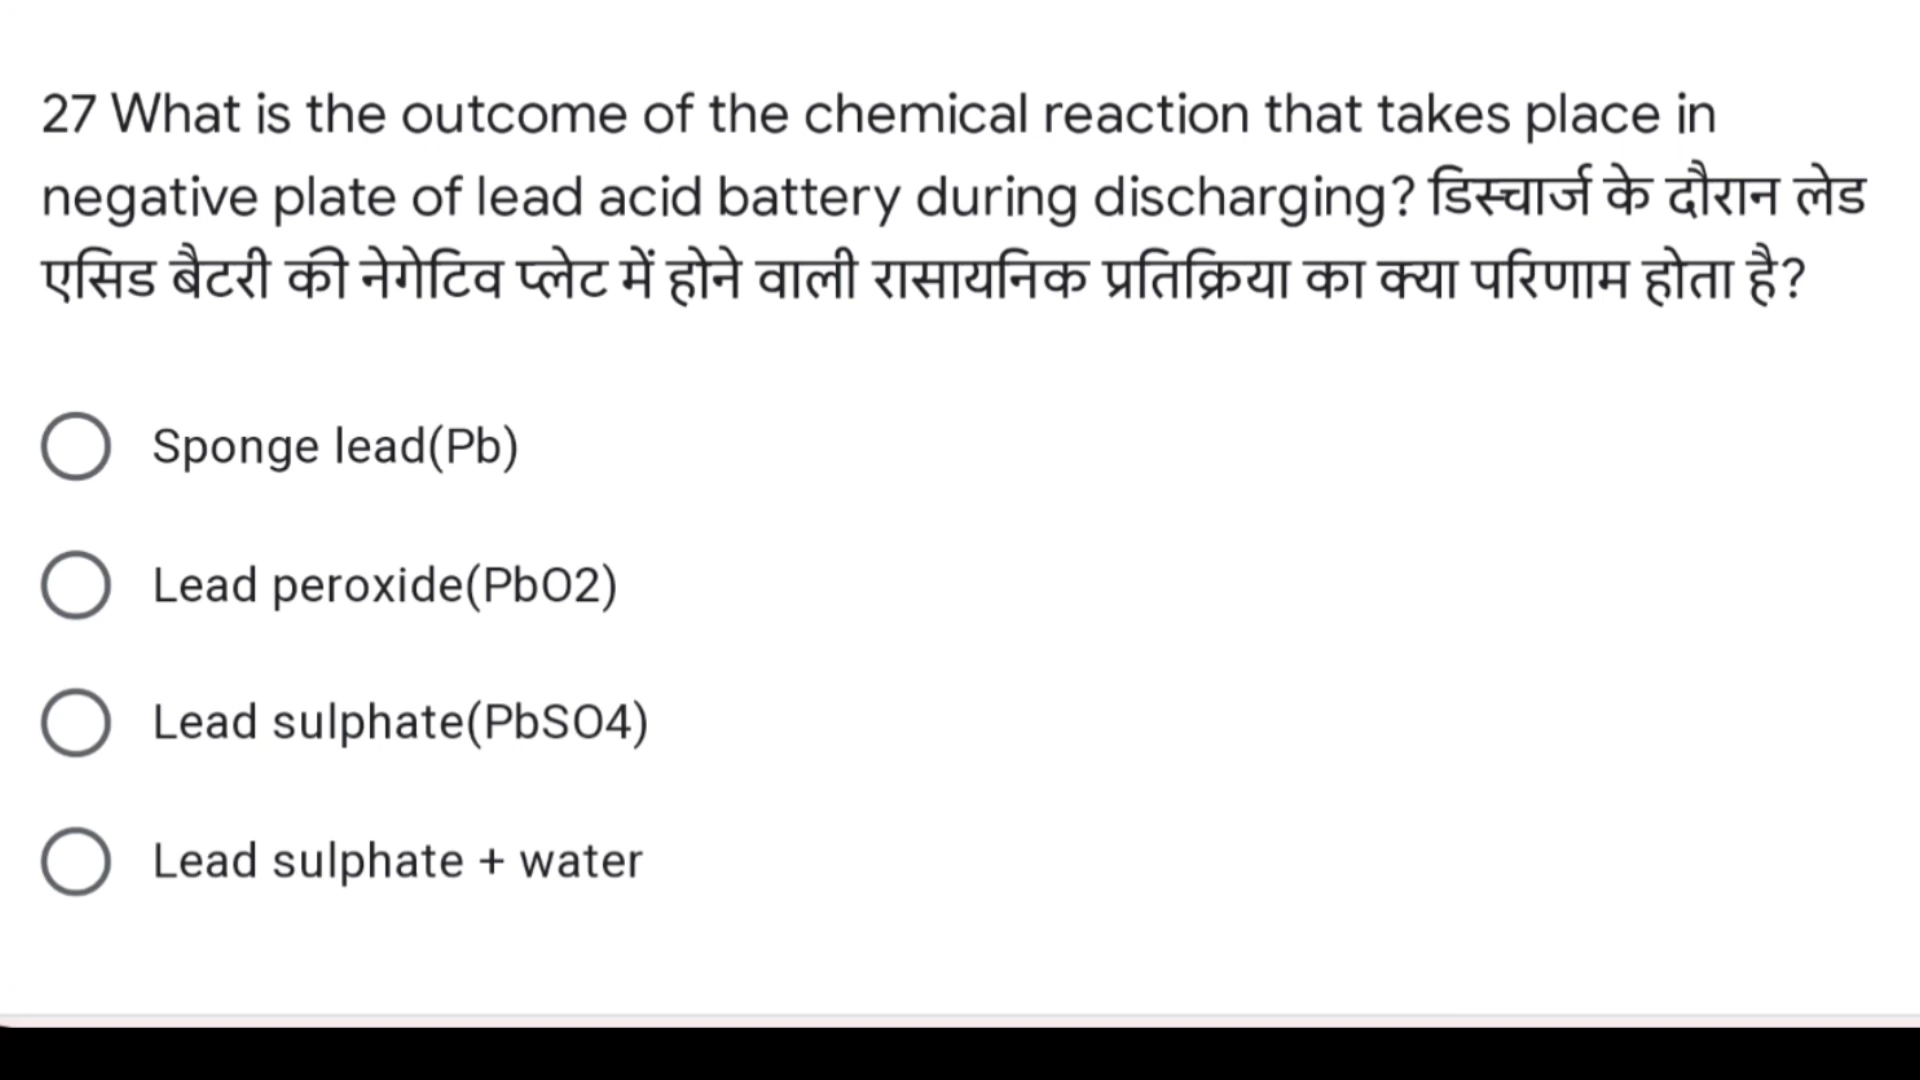 27 What is the outcome of the chemical reaction that takes place in
negative plate of lead acid battery during discharging? डिस्चार्ज के दौरान लेड
एसिड बैटरी की नेगेटिव प्लेट में होने वाली रासायनिक प्रतिक्रिया का क्या परिणाम होता है?
Sponge lead(Pb)
Lead peroxide(PbO2)
Lead sulphate(PbSO4)
Lead sulphate + water